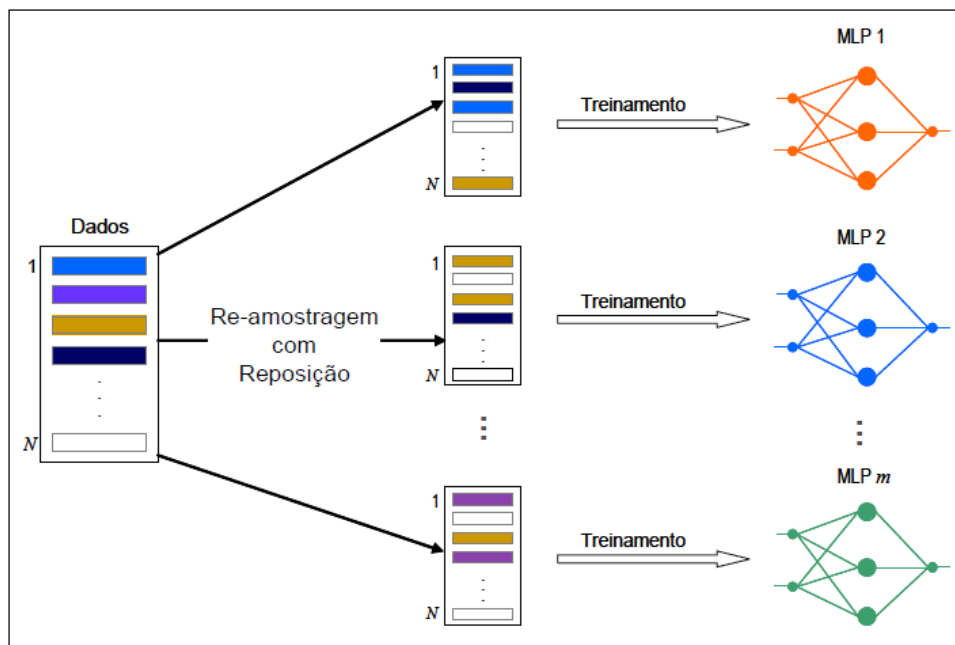 MLP 1
1
Treinamento
N
Dados
1
MLP 2
1
Treinamento
Re-amostragem
com
Reposição
N
N
MLP m
1
Treinamento
N